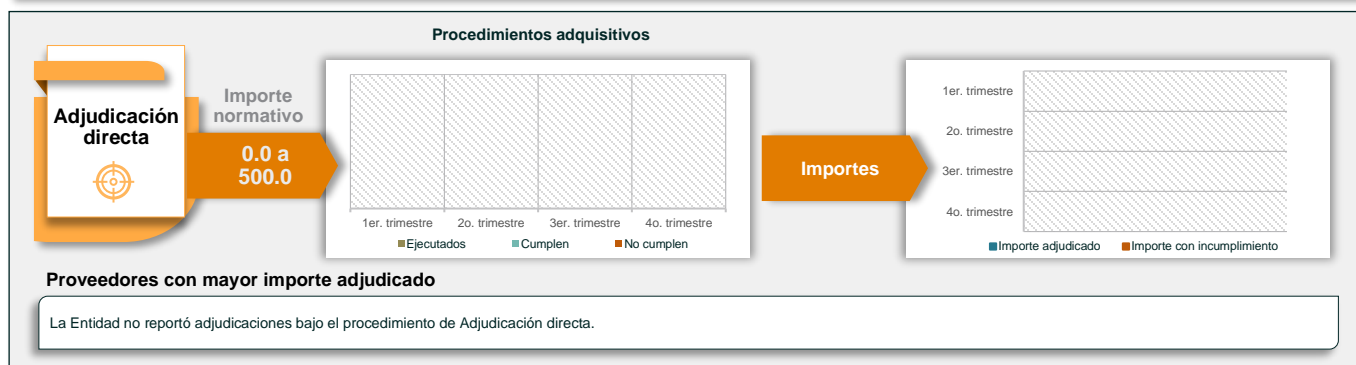 Procedimientos adquisitivos
Adjudicación
directa
Importe
normativo
0.0 a
500.0
1er. trimestre 2o. trimestre 3er. trimestre 4o. trimestre
Ejecutados Cumplen No cumplen
Importes
1er. trimestre
2o. trimestre
3er. trimestre
4o. trimestre
Importe adjudicado Importe con incumplimiento
Proveedores con mayor importe adjudicado
La Entidad no reportó adjudicaciones bajo el procedimiento de Adjudicación directa.